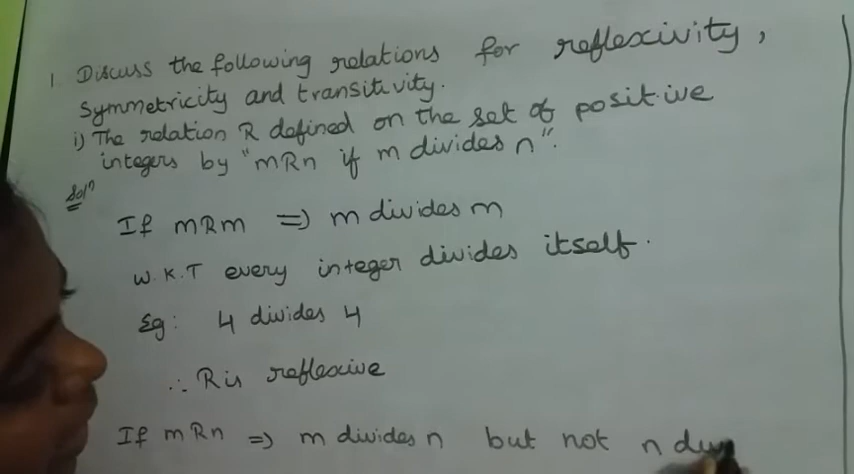 1 Discuss the following relations for reflexivity,
symmetricity and transitivity.
i) The relation R defined on the set of positive
integers by "mRn if m divides n".
Soln
If mRm => m divides m
W.K.T every integer divides itself.
Eg: 4 divides 4
∴ R is reflexive
If mRn => m divides n but not n